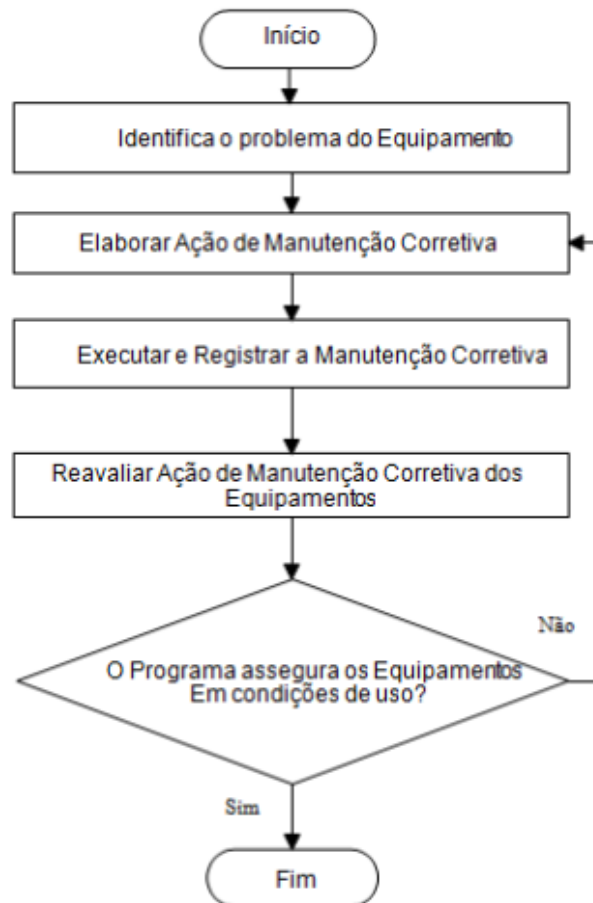 Início
Identifica o problema do Equipamento
Elaborar Ação de Manutenção Corretiva
Executar e Registrar a Manutenção Corretiva
Reavaliar Ação de Manutenção Corretiva dos
Equipamentos
Não
O Programa assegura os Equipamentos
Em condições de uso?
Sim
Fim